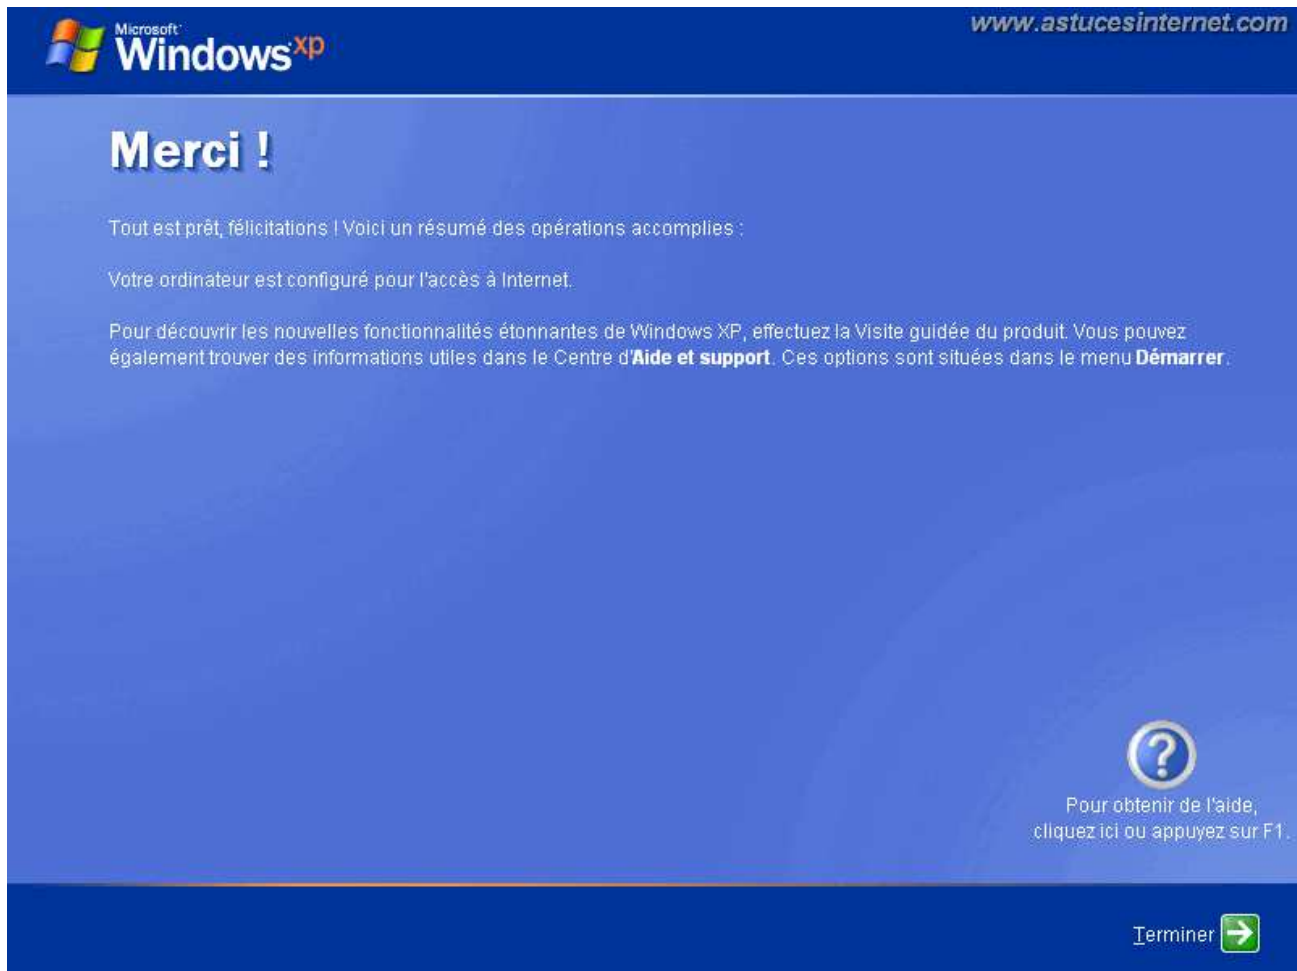 Microsoft
Windows xp
www.astucesinternet.com
Merci !
Tout est prêt, félicitations ! Voici un résumé des opérations accomplies :
Votre ordinateur est configuré pour l'accès à Internet.
Pour découvrir les nouvelles fonctionnalités étonnantes de Windows XP, effectuez la Visite guidée du produit. Vous pouvez
également trouver des informations utiles dans le Centre d'Aide et support. Ces options sont situées dans le menu Démarrer.
?
Pour obtenir de l'aide,
cliquez ici ou appuyez sur F1.
Terminer